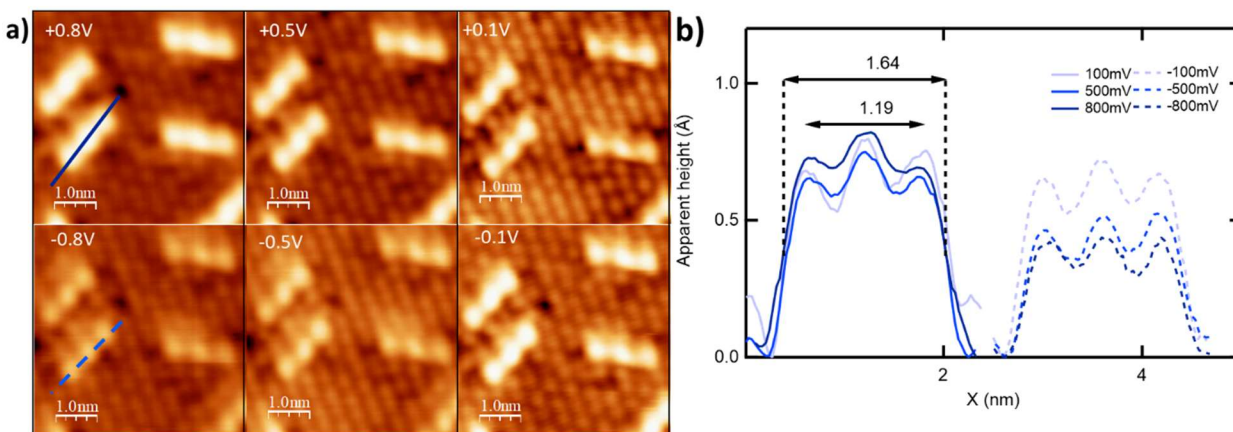 a)
+0.8V
+0.5V
+0.1V
1.0nm
1.0nm
1.0nm
-0.8V
-0.5V
-0.1V
1.0nm
1.0nm
1.0nm
b)
1.64
1.19
100mV -100mV
500mV -500mV
800mV -800mV
Apparent height (Å)
1.0
0.5
0.0
2
4
X (nm)